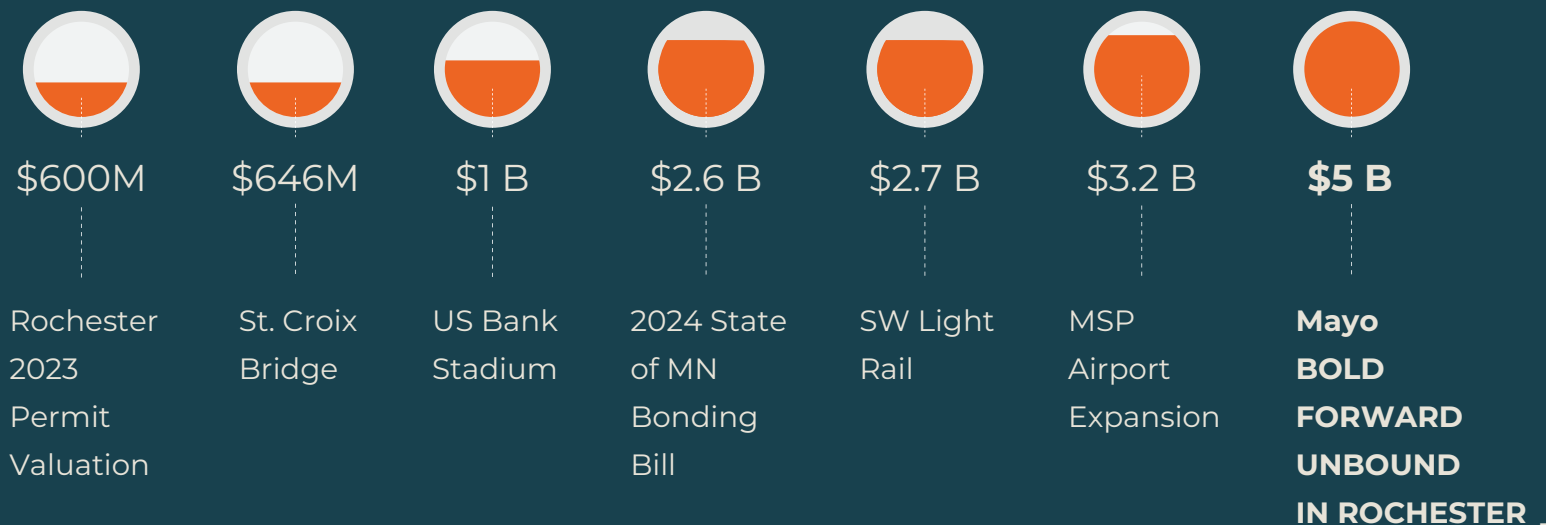 $600M
$646M
$1 B
$2.6 B
$2.7 B
$3.2 B
$5 B
Rochester
2023
Permit
Valuation
St. Croix
Bridge
US Bank
Stadium
2024 State
of MN
Bonding
Bill
SW Light
Rail
MSP
Airport
Expansion
Mayo
BOLD
FORWARD
UNBOUND
IN ROCHESTER